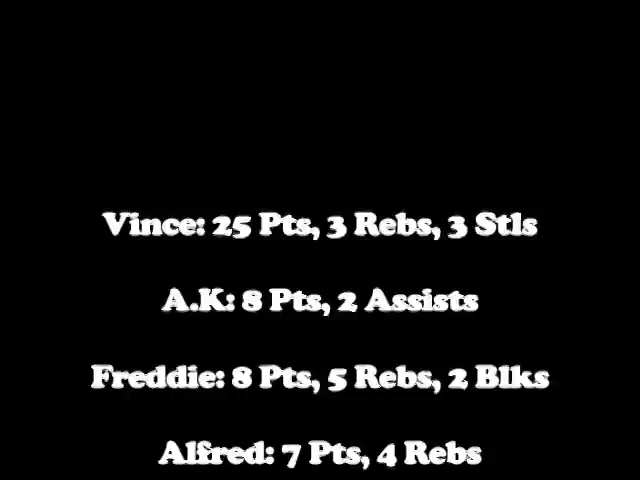 Vince: 25 Pts, 3 Rebs, 3 Stls
A.K: 8 Pts, 2 Assists
Freddie: 8 Pts, 5 Rebs, 2 Blks
Alfred: 7 Pts, 4 Rebs